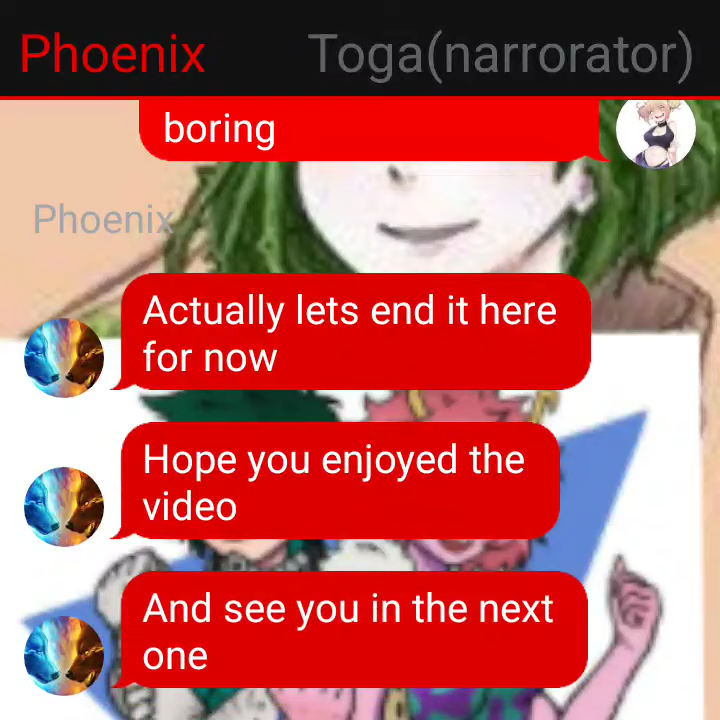 Phoenix
Toga(narrorator)
boring
Phoenix
Actually lets end it here
for now
Hope you enjoyed the
video
And see you in the next
one